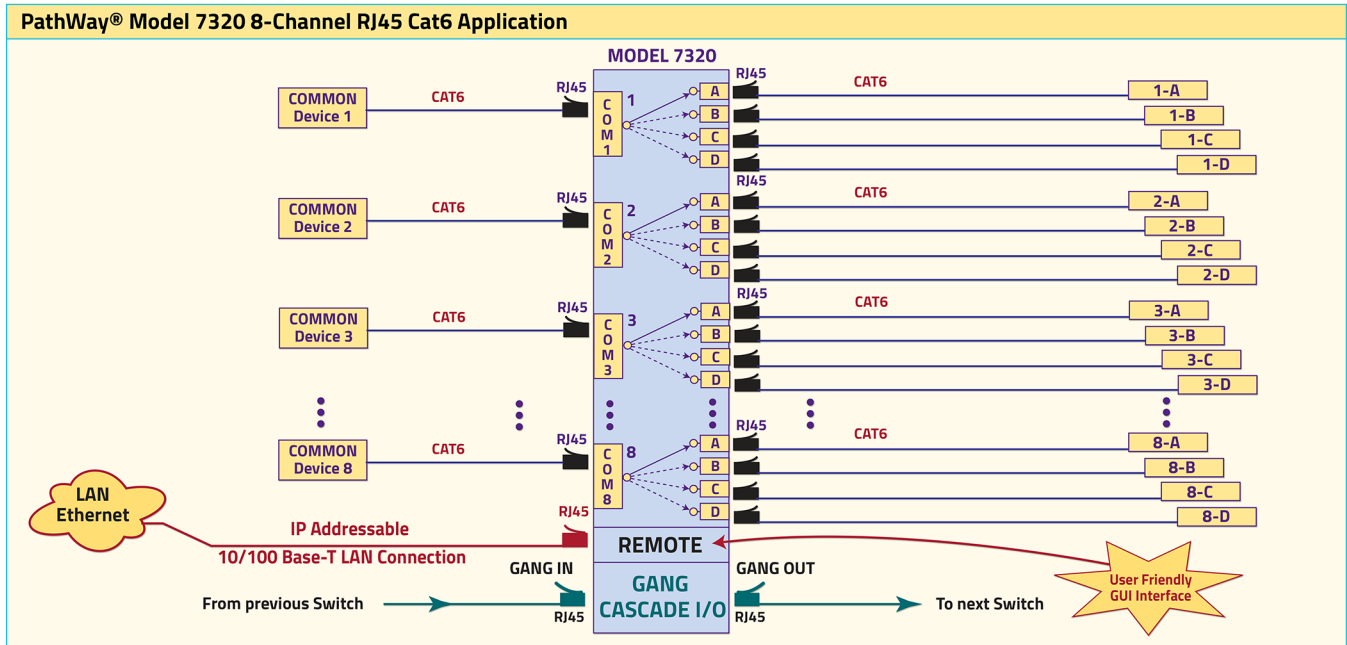 PathWay® Model 7320 8-Channel RJ45 Cat6 Application
MODEL 7320
COMMON
Device 1
CAT6
RJ45
C
O
M
1
1
A
B
C
D
RJ45
CAT6
1-A
1-B
1-C
1-D
COMMON
Device 2
CAT6
RJ45
C
O
M
2
2
A
B
C
D
RJ45
CAT6
2-A
2-B
2-C
2-D
COMMON
Device 3
CAT6
RJ45
C
O
M
3
3
A
B
C
D
RJ45
CAT6
3-A
3-B
3-C
3-D
COMMON
Device 8
CAT6
RJ45
C
O
M
8
8
A
B
C
D
RJ45
CAT6
8-A
8-B
8-C
8-D
LAN
Ethernet
IP Addressable
10/100 Base-T LAN Connection
RJ45
REMOTE
User Friendly
GUI Interface
From previous Switch
GANG IN
RJ45
GANG
CASCADE I/O
GANG OUT
RJ45
To next Switch